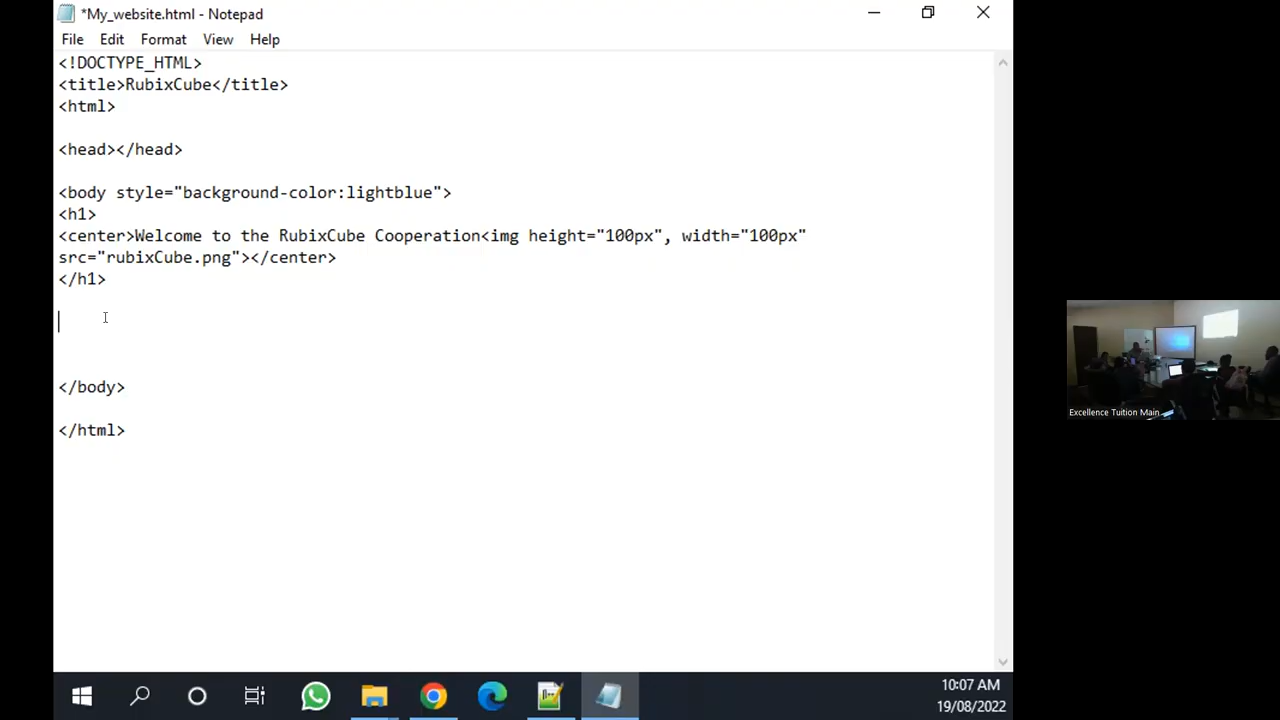 *My_website.html - Notepad
File Edit Format View Help
<!DOCTYPE_HTML>
<title>RubixCube</title>
<html>
<head></head>
<body style="background-color:lightblue">
<h1>
<center>Welcome to the RubixCube Cooperation<img height="100px", width="100px"
src="rubixCube.png"></center>
</h1>
</body>
</html>
Excellence Tuition Main
10:07 AM
19/08/2022